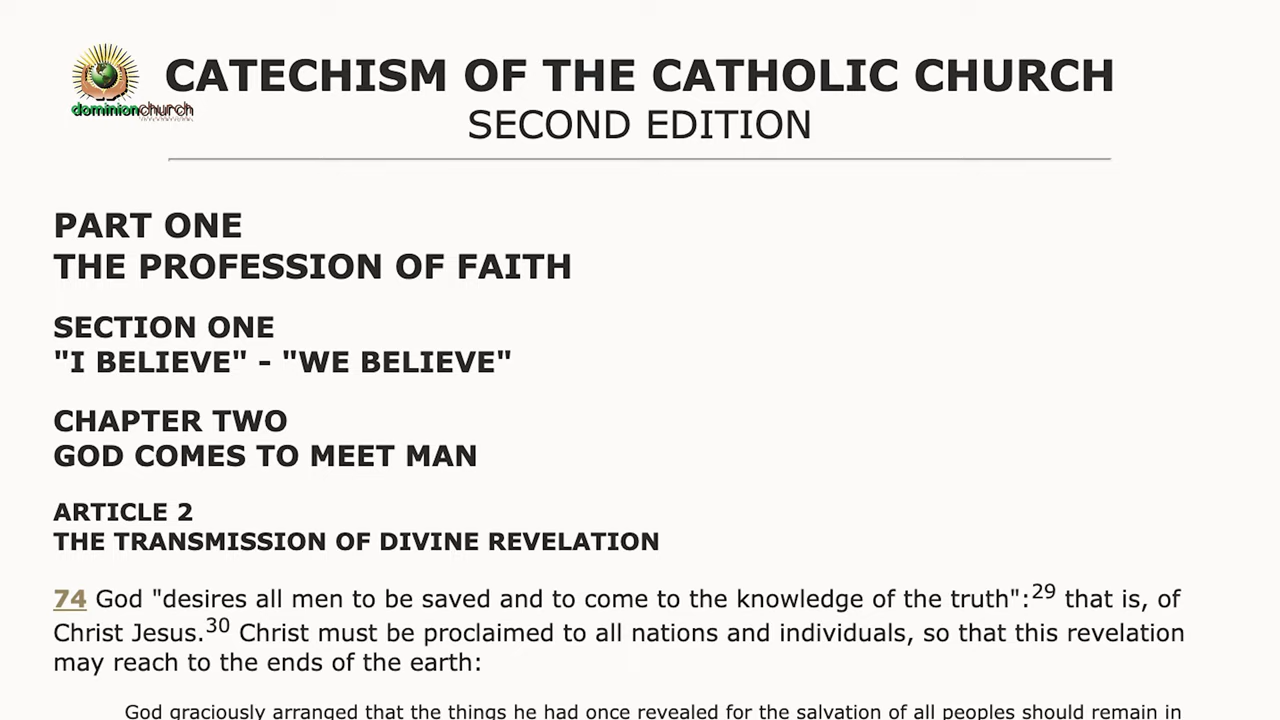 CATECHISM OF THE CATHOLIC CHURCH
dominionchurch
SECOND EDITION
PART ONE
THE PROFESSION OF FAITH
SECTION ONE
"I BELIEVE" - "WE BELIEVE"
CHAPTER TWO
GOD COMES TO MEET MAN
ARTICLE 2
THE TRANSMISSION OF DIVINE REVELATION
74 God "desires all men to be saved and to come to the knowledge of the truth":29 that is, of
Christ Jesus.30 Christ must be proclaimed to all nations and individuals, so that this revelation
may reach to the ends of the earth:
God graciously arranged that the things he had once revealed for the salvation of all peoples should remain in